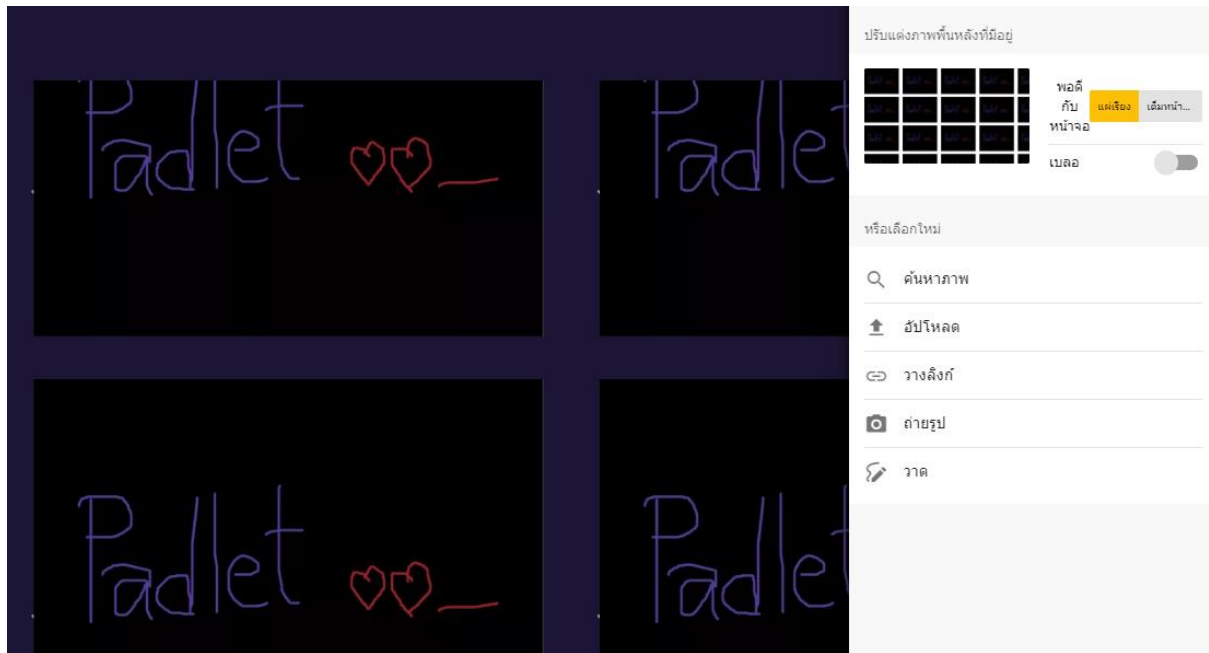 Padlet
Padlet
Padlet
Padlet
ปรับแต่งภาพพื้นหลังที่มีอยู่
พอดี
กับ
หน้าจอ
แผ่เรียง
เต็มหน้า...
เบลอ
หรือเลือกใหม่
ค้นหาภาพ
อัปโหลด
วางลิงก์
ถ่ายรูป
วาด